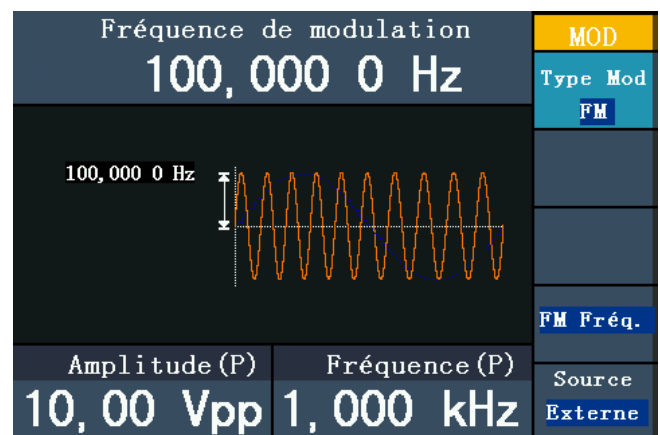 Fréquence de modulation
100,000 0 Hz
MOD
Type Mod
FM
100,000 0 Hz
FM Fréq.
Amplitude(P)
10,00 Vpp
Fréquence(P)
1,000 kHz
Source
Externe